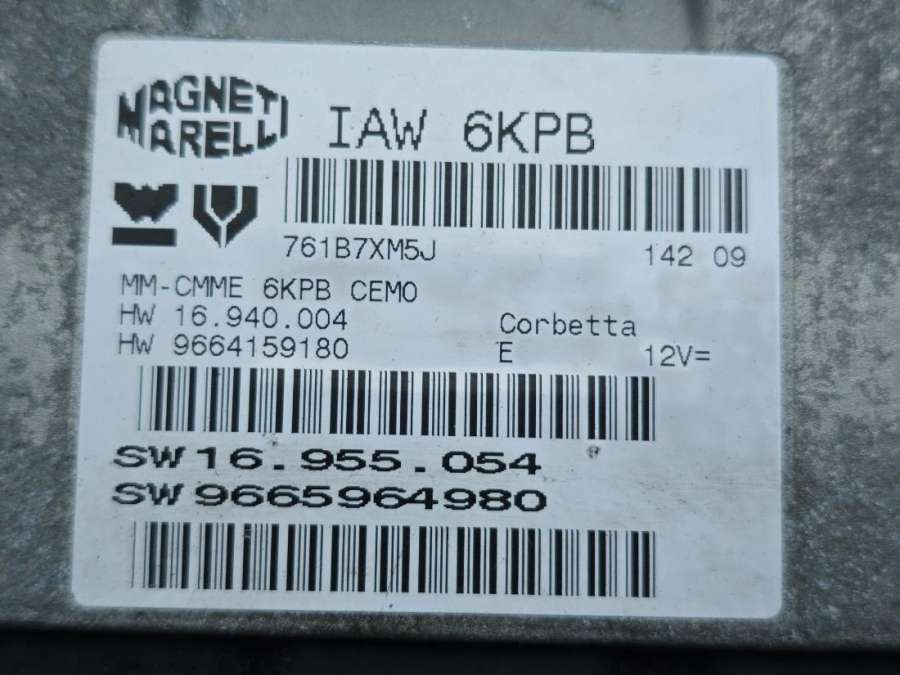 MAGNETI
MARELLI
IAW 6KPB
761B7XM5J 142 09
MM-CMME 6KPB CEMO
HW 16.940.004 Corbetta
HW 9664159180 E 12V=
SW 16.955.054
SW 9665964980